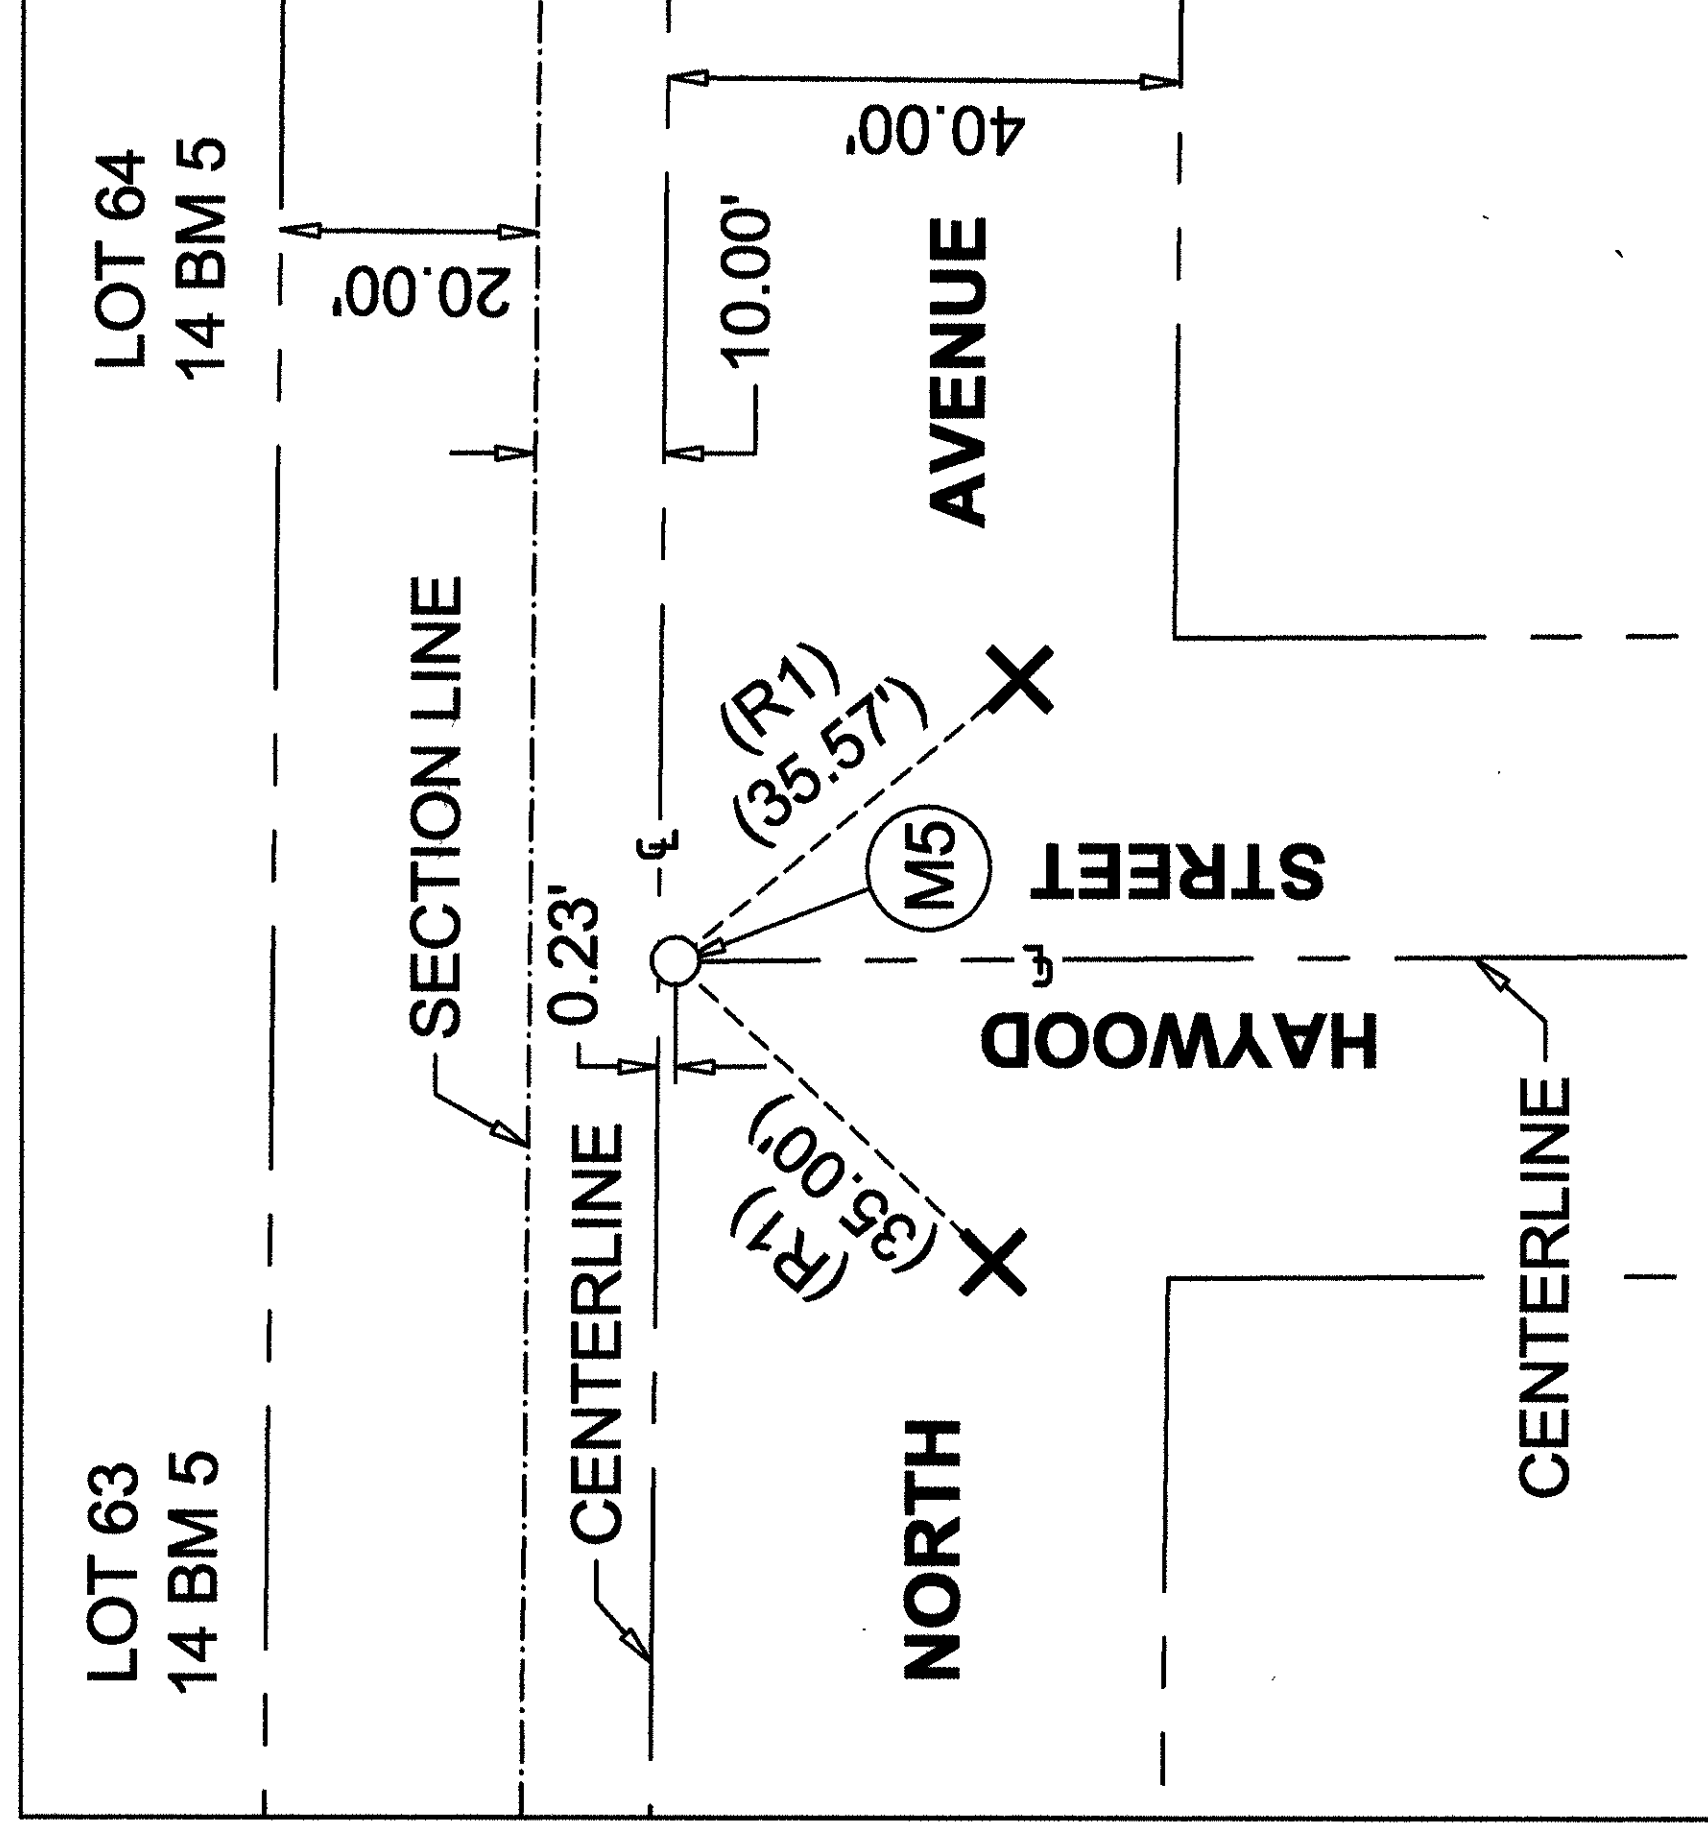 LOT 64
14 BM 5
20.00'
40.00'
10.00'
SECTION LINE
0.23'
℄
(R1)
(35.57')
M5
AVENUE
LOT 63
14 BM 5
CENTERLINE
(R1)
(35.00')
NORTH
HAYWOOD
STREET
℄
CENTERLINE